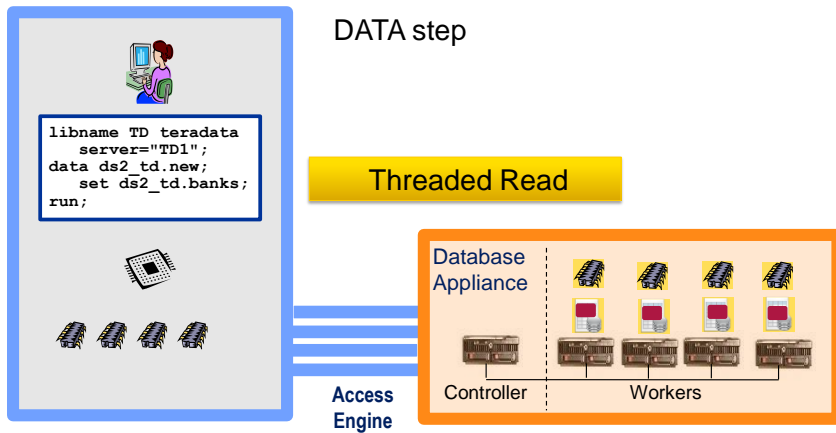 DATA step
libname TD teradata
server="TD1";
data ds2_td.new;
set ds2_td.banks;
run;
Threaded Read
Database
Appliance
Controller
Workers
Access
Engine